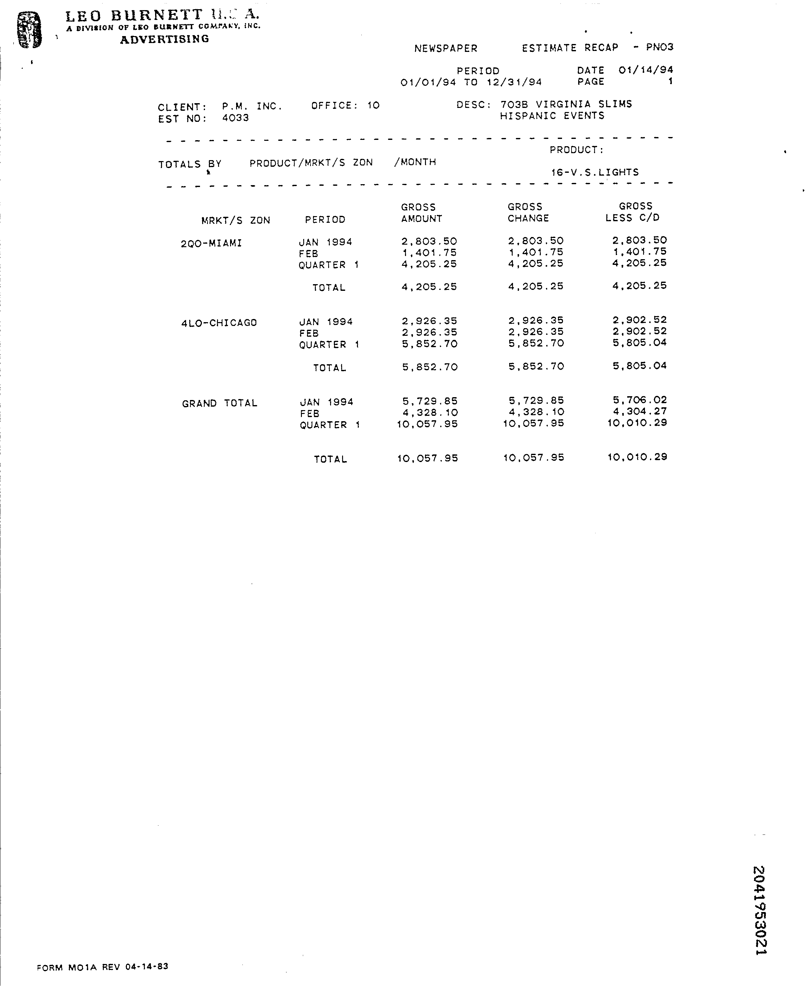 LEO BURNETT U.S.A.
A DIVISION OF LEO BURNETT COMPANY, INC.
ADVERTISING
NEWSPAPER ESTIMATE RECAP - PNO3
PERIOD DATE 01/14/94
01/01/94 TO 12/31/94 PAGE 1
CLIENT: P.M. INC. OFFICE: 10 DESC: 703B VIRGINIA SLIMS
EST NO: 4033 HISPANIC EVENTS
PRODUCT:
TOTALS BY PRODUCT/MRKT/S ZON /MONTH
16-V.S.LIGHTS
GROSS GROSS GROSS
MRKT/S ZON PERIOD AMOUNT CHANGE LESS C/D
2QO-MIAMI JAN 1994 2,803.50 2,803.50 2,803.50
FEB 1,401.75 1,401.75 1,401.75
QUARTER 1 4,205.25 4,205.25 4,205.25
TOTAL 4,205.25 4,205.25 4,205.25
4LO-CHICAGO JAN 1994 2,926.35 2,926.35 2,902.52
FEB 2,926.35 2,926.35 2,902.52
QUARTER 1 5,852.70 5,852.70 5,805.04
TOTAL 5,852.70 5,852.70 5,805.04
GRAND TOTAL JAN 1994 5,729.85 5,729.85 5,706.02
FEB 4,328.10 4,328.10 4,304.27
QUARTER 1 10,057.95 10,057.95 10,010.29
TOTAL 10,057.95 10,057.95 10,010.29
2041953021
FORM MO1A REV 04-14-83